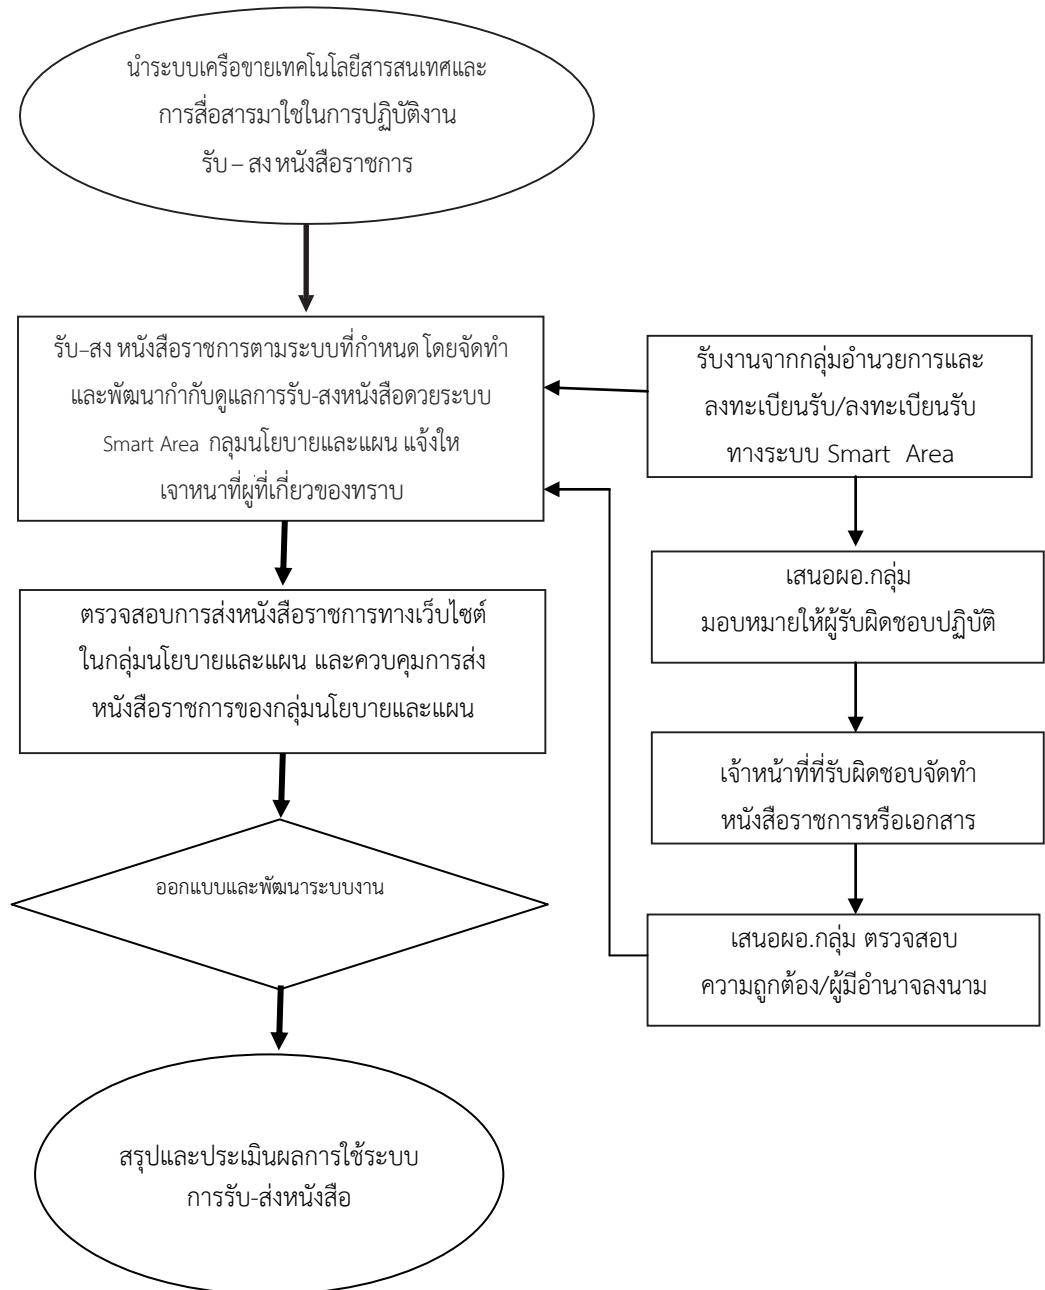 นำระบบเครือขายเทคโนโลยีสารสนเทศและ
การสื่อสารมาใชในการปฏิบัติงาน
รับ – สง หนังสือราชการ
รับ–สง หนังสือราชการตามระบบที่กำหนด โดยจัดทำ
และพัฒนากำกับดูแลการรับ-สงหนังสือดวยระบบ
Smart Area กลุมนโยบายและแผน แจ้งให
เจาหนาที่ผู้ที่เกี่ยวของทราบ
ตรวจสอบการส่งหนังสือราชการทางเว็บไซต์
ในกลุ่มนโยบายและแผน และควบคุมการส่ง
หนังสือราชการของกลุ่มนโยบายและแผน
ออกแบบและพัฒนาระบบงาน
สรุปและประเมินผลการใช้ระบบ
การรับ-ส่งหนังสือ
รับงานจากกลุ่มอำนวยการและ
ลงทะเบียนรับ/ลงทะเบียนรับ
ทางระบบ Smart Area
เสนอผอ.กลุ่ม
มอบหมายให้ผู้รับผิดชอบปฏิบัติ
เจ้าหน้าที่ที่รับผิดชอบจัดทำ
หนังสือราชการหรือเอกสาร
เสนอผอ.กลุ่ม ตรวจสอบ
ความถูกต้อง/ผู้มีอำนาจลงนาม